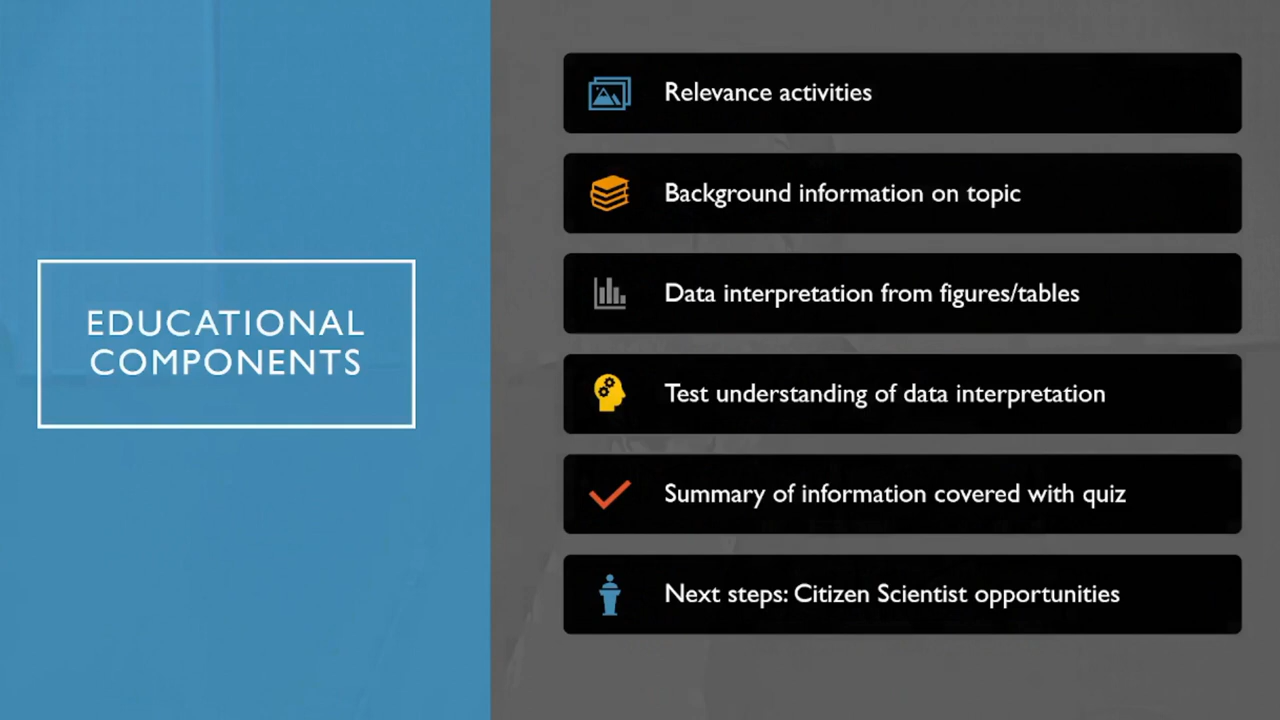 EDUCATIONAL
COMPONENTS
Relevance activities
Background information on topic
Data interpretation from figures/tables
Test understanding of data interpretation
Summary of information covered with quiz
Next steps: Citizen Scientist opportunities